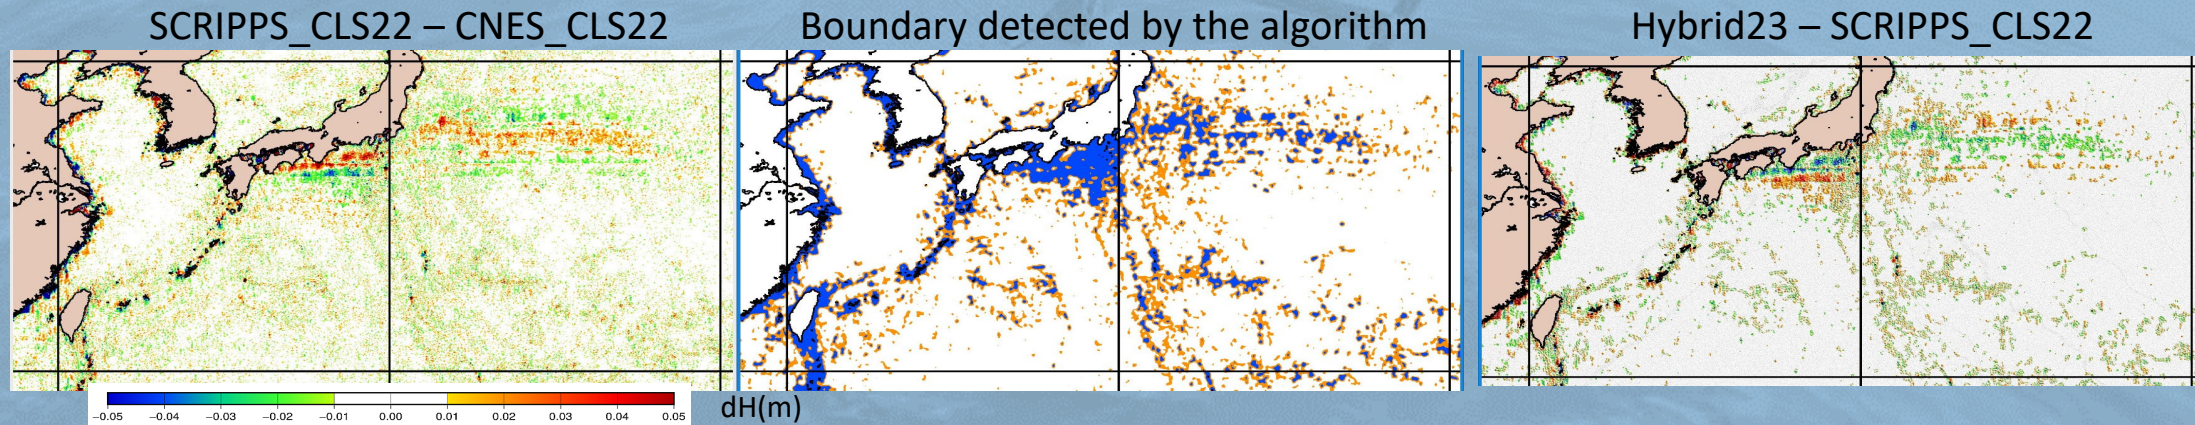 SCRIPPS_CLS22 – CNES_CLS22
Boundary detected by the algorithm
Hybrid23 – SCRIPPS_CLS22
−0.05 −0.04 −0.03 −0.02 −0.01 0.00 0.01 0.02 0.03 0.04 0.05
dH(m)